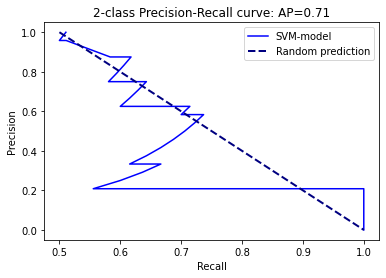 2-class Precision-Recall curve: AP=0.71
SVM-model
Random prediction
Precision
1.0
0.8
0.6
0.4
0.2
0.0
0.5 0.6 0.7 0.8 0.9 1.0
Recall